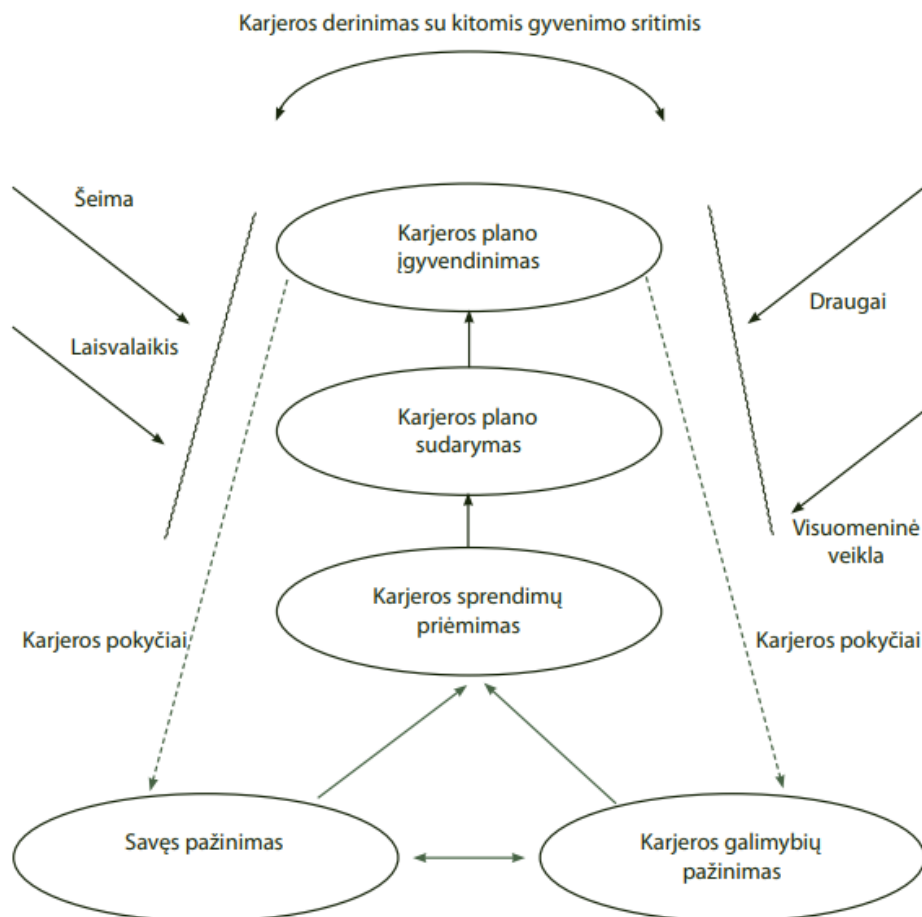 Karjeros derinimas su kitomis gyvenimo sritimis
Šeima
Karjeros plano
įgyvendinimas
Draugai
Laisvalaikis
Karjeros plano
sudarymas
Visuomeninė
veikla
Karjeros sprendimų
priėmimas
Karjeros pokyčiai
Karjeros pokyčiai
Savęs pažinimas
Karjeros galimybių
pažinimas